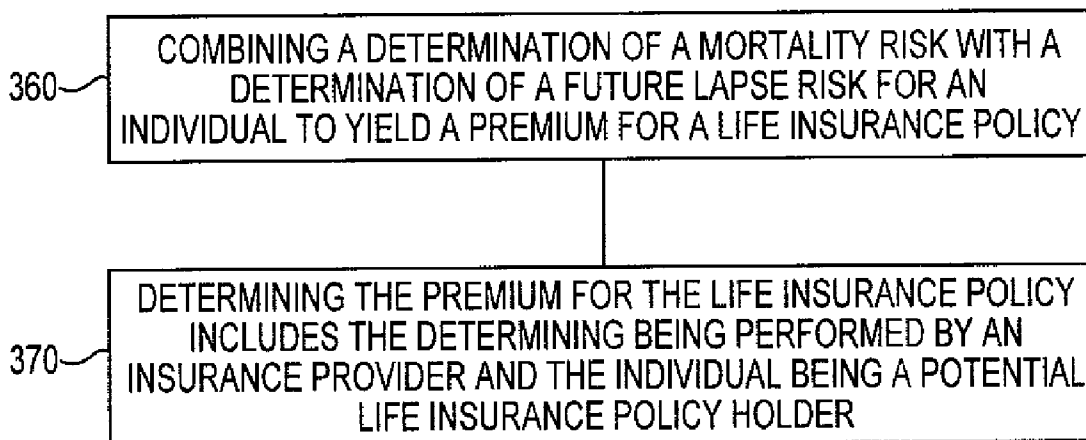 360
COMBINING A DETERMINATION OF A MORTALITY RISK WITH A
DETERMINATION OF A FUTURE LAPSE RISK FOR AN
INDIVIDUAL TO YIELD A PREMIUM FOR A LIFE INSURANCE POLICY
370
DETERMINING THE PREMIUM FOR THE LIFE INSURANCE POLICY
INCLUDES THE DETERMINING BEING PERFORMED BY AN
INSURANCE PROVIDER AND THE INDIVIDUAL BEING A POTENTIAL
LIFE INSURANCE POLICY HOLDER